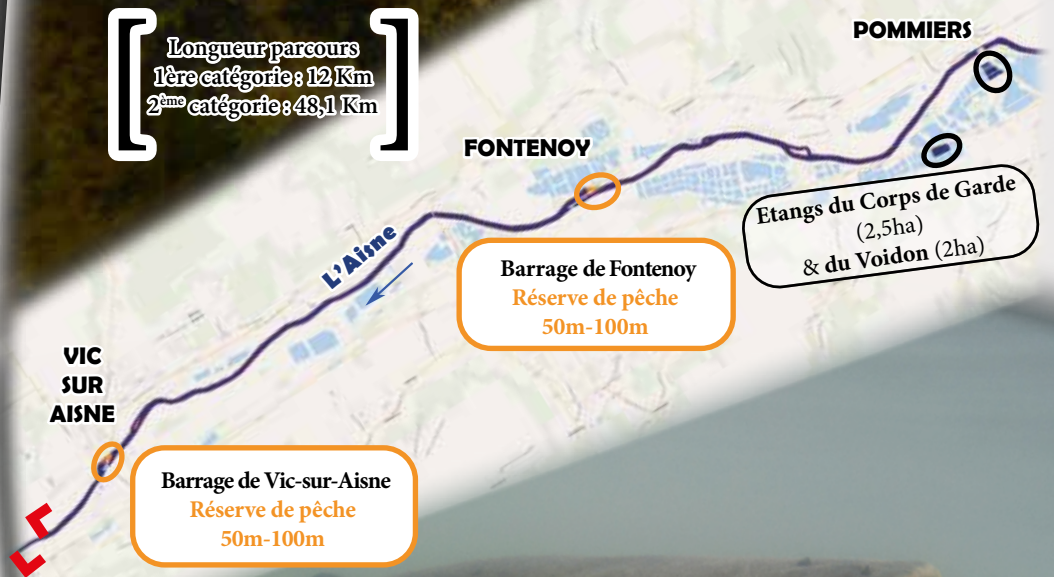 Longueur parcours
1ère catégorie : 12 Km
2ème catégorie : 48,1 Km
POMMIERS
FONTENOY
Etangs du Corps de Garde
(2,5ha)
& du Voidon (2ha)
L'Aisne
Barrage de Fontenoy
Réserve de pêche
50m-100m
VIC
SUR
AISNE
Barrage de Vic-sur-Aisne
Réserve de pêche
50m-100m